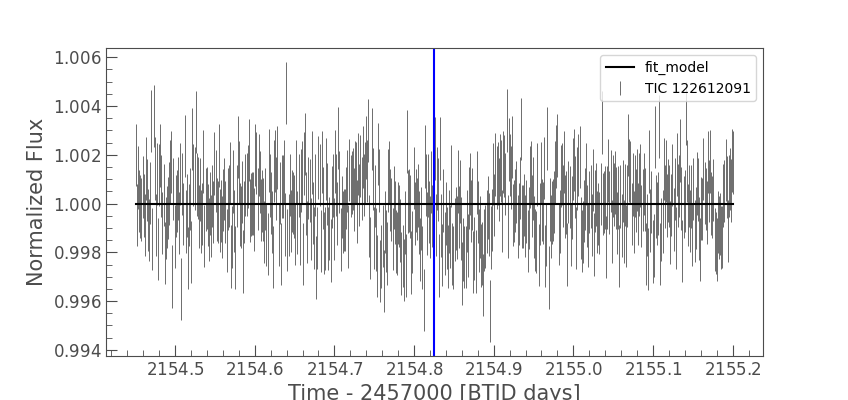 1.006
1.004
1.002
1.000
0.998
0.996
0.994
Normalized Flux
fit_model
TIC 122612091
2154.5 2154.6 2154.7 2154.8 2154.9 2155.0 2155.1 2155.2
Time - 2457000 [BTJD days]